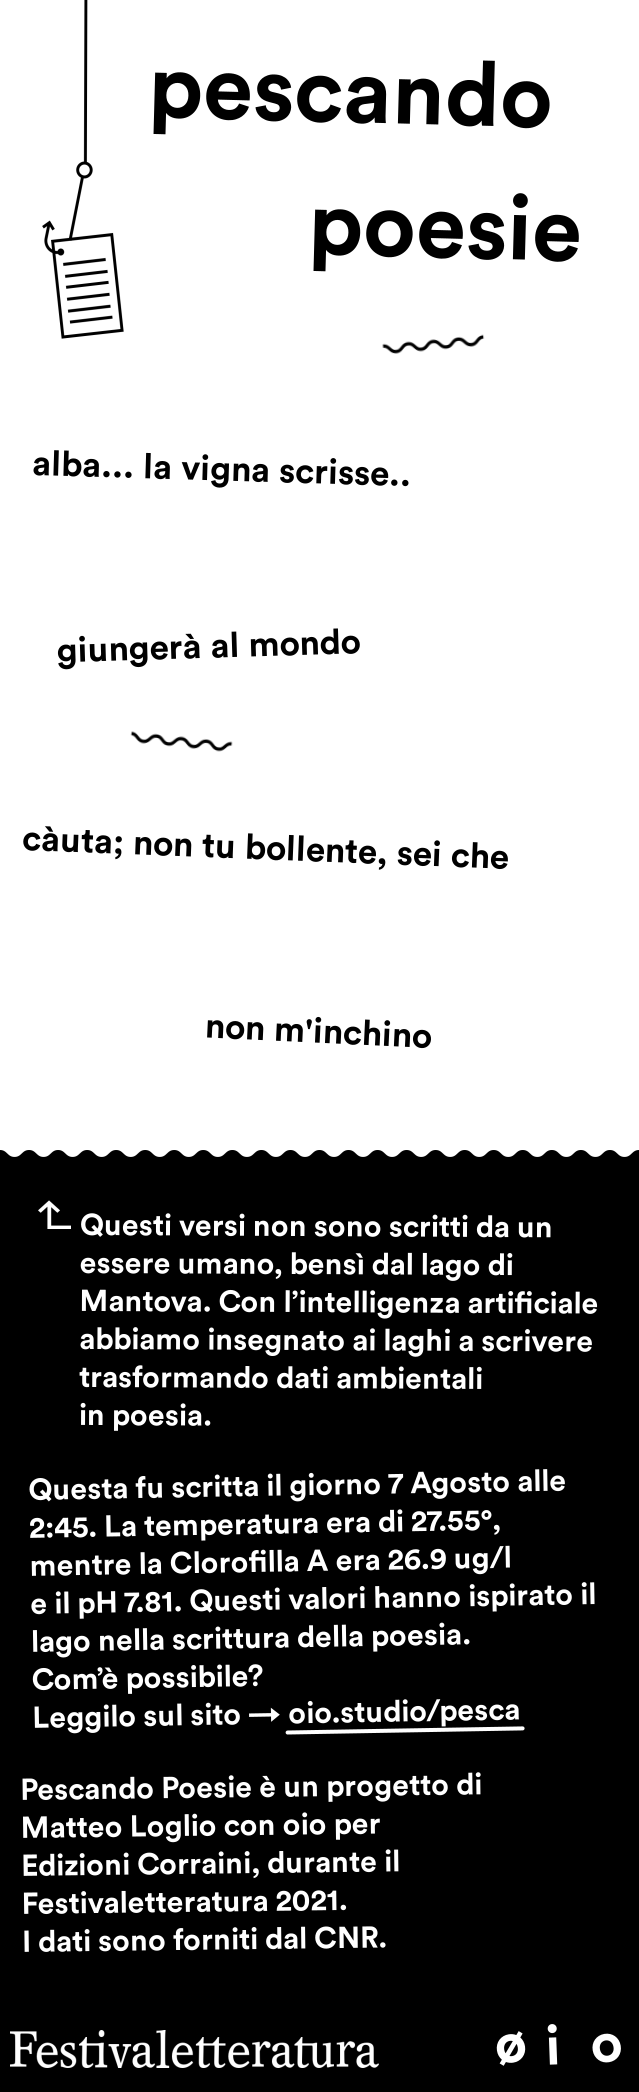 pescando
poesie
alba... la vigna scrisse..
giungerà al mondo
càuta; non tu bollente, sei che
non m'inchino
Questi versi non sono scritti da un
essere umano, bensì dal lago di
Mantova. Con l’intelligenza artificiale
abbiamo insegnato ai laghi a scrivere
trasformando dati ambientali
in poesia.
Questa fu scritta il giorno 7 Agosto alle
2:45. La temperatura era di 27.55°,
mentre la Clorofilla A era 26.9 ug/l
e il pH 7.81. Questi valori hanno ispirato il
lago nella scrittura della poesia.
Com’è possibile?
Leggilo sul sito → oio.studio/pesca
Pescando Poesie è un progetto di
Matteo Loglio con oio per
Edizioni Corraini, durante il
Festivaletteratura 2021.
I dati sono forniti dal CNR.
Festivaletteratura ø i o